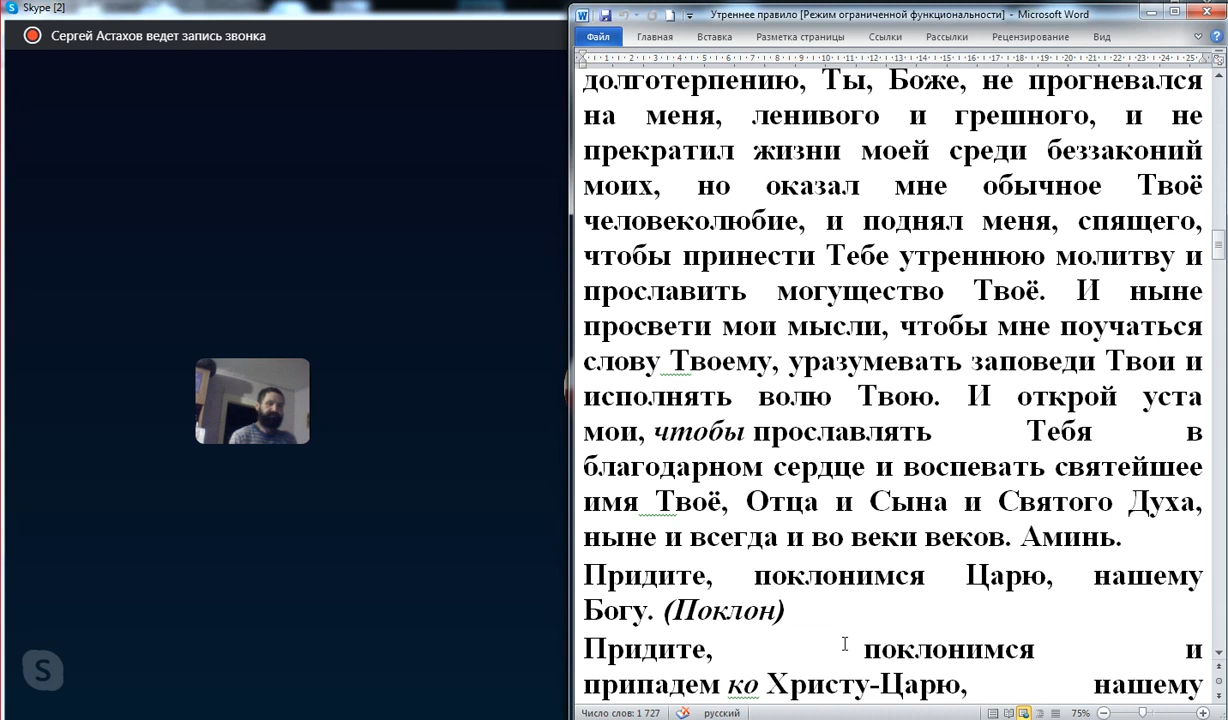 Skype [2]
Сергей Астахов ведет запись звонка
S
Утреннее правило [Режим ограниченной функциональности] - Microsoft Word
Файл Главная Вставка Разметка страницы Ссылки Рассылки Рецензирование Вид
долготерпению, Ты, Боже, не прогневался
на меня, ленивого и грешного, и не
прекратил жизни моей среди беззаконий
моих, но оказал мне обычное Твоё
человеколюбие, и поднял меня, спящего,
чтобы принести Тебе утреннюю молитву и
прославить могущество Твоё. И ныне
просвети мои мысли, чтобы мне поучаться
слову Твоему, уразумевать заповеди Твои и
исполнять волю Твою. И открой уста
мои, чтобы прославлять Тебя в
благодарном сердце и воспевать святейшее
имя Твоё, Отца и Сына и Святого Духа,
ныне и всегда и во веки веков. Аминь.
Придите, поклонимся Царю, нашему
Богу. (Поклон)
Придите, поклонимся и
припадем ко Христу-Царю, нашему
Число слов: 1 727 русский 75%